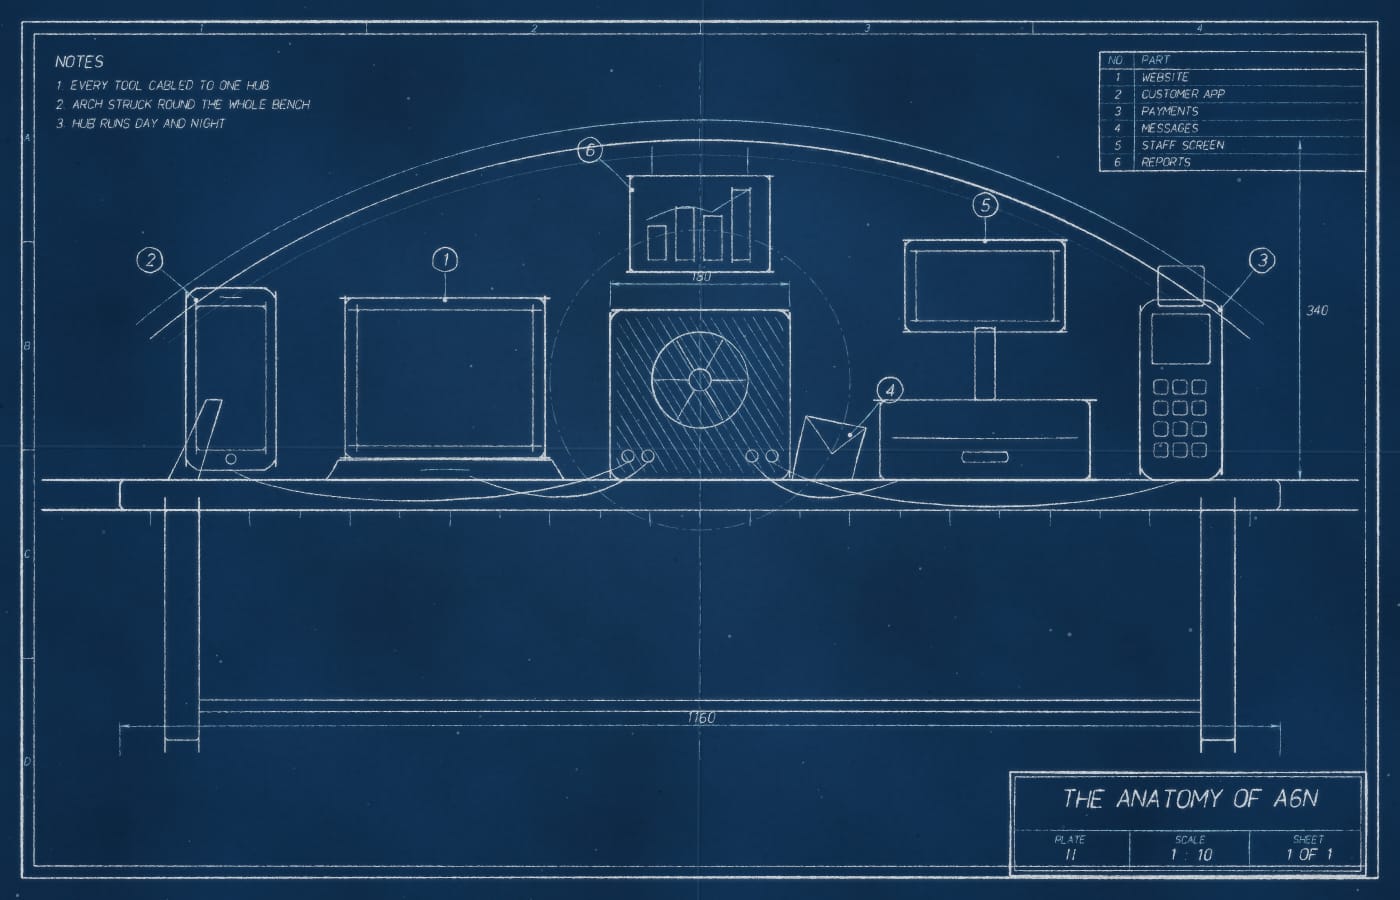 1 2 3 4
NOTES
1. EVERY TOOL CABLED TO ONE HUB
2. ARCH STRUCK ROUND THE WHOLE BENCH
3. HUB RUNS DAY AND NIGHT
NO PART
1 WEBSITE
2 CUSTOMER APP
3 PAYMENTS
4 MESSAGES
5 STAFF SCREEN
6 REPORTS
A
6
5
2
1
3
180
340
B
4
C
1160
D
THE ANATOMY OF A6N
PLATE SCALE SHEET
II 1 : 10 1 OF 1